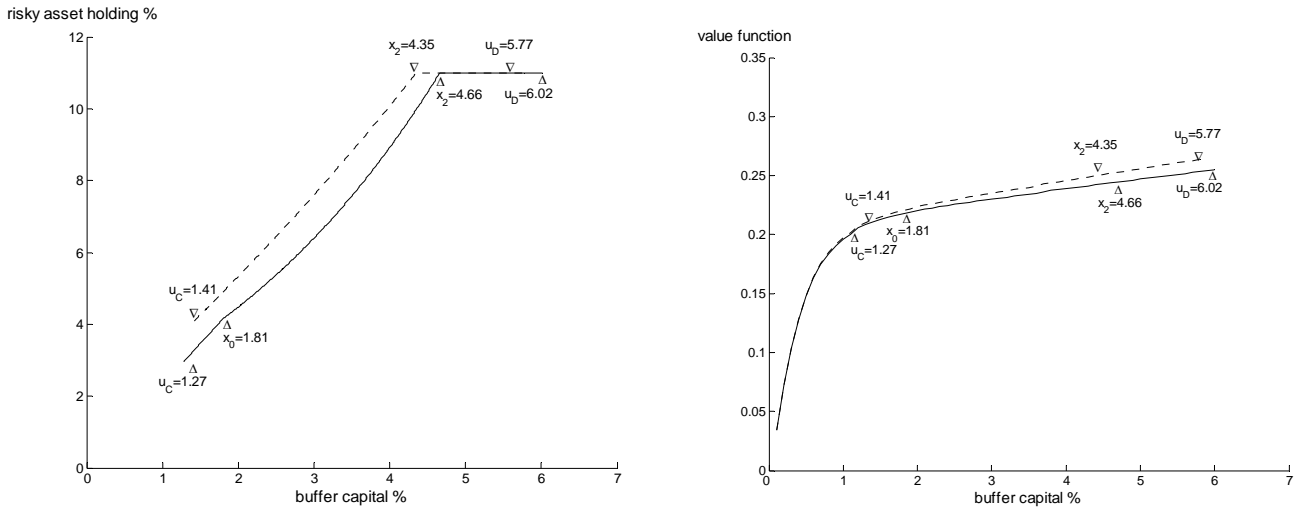 risky asset holding %
12
10
8
6
4
2
0
0 1 2 3 4 5 6 7
buffer capital %
x2=4.35
uD=5.77
x2=4.66
uD=6.02
uC=1.41
x0=1.81
uC=1.27
value function
0.35
0.3
0.25
0.2
0.15
0.1
0.05
0
0 1 2 3 4 5 6 7
buffer capital %
uD=5.77
x2=4.35
uD=6.02
x2=4.66
uC=1.41
x0=1.81
uC=1.27